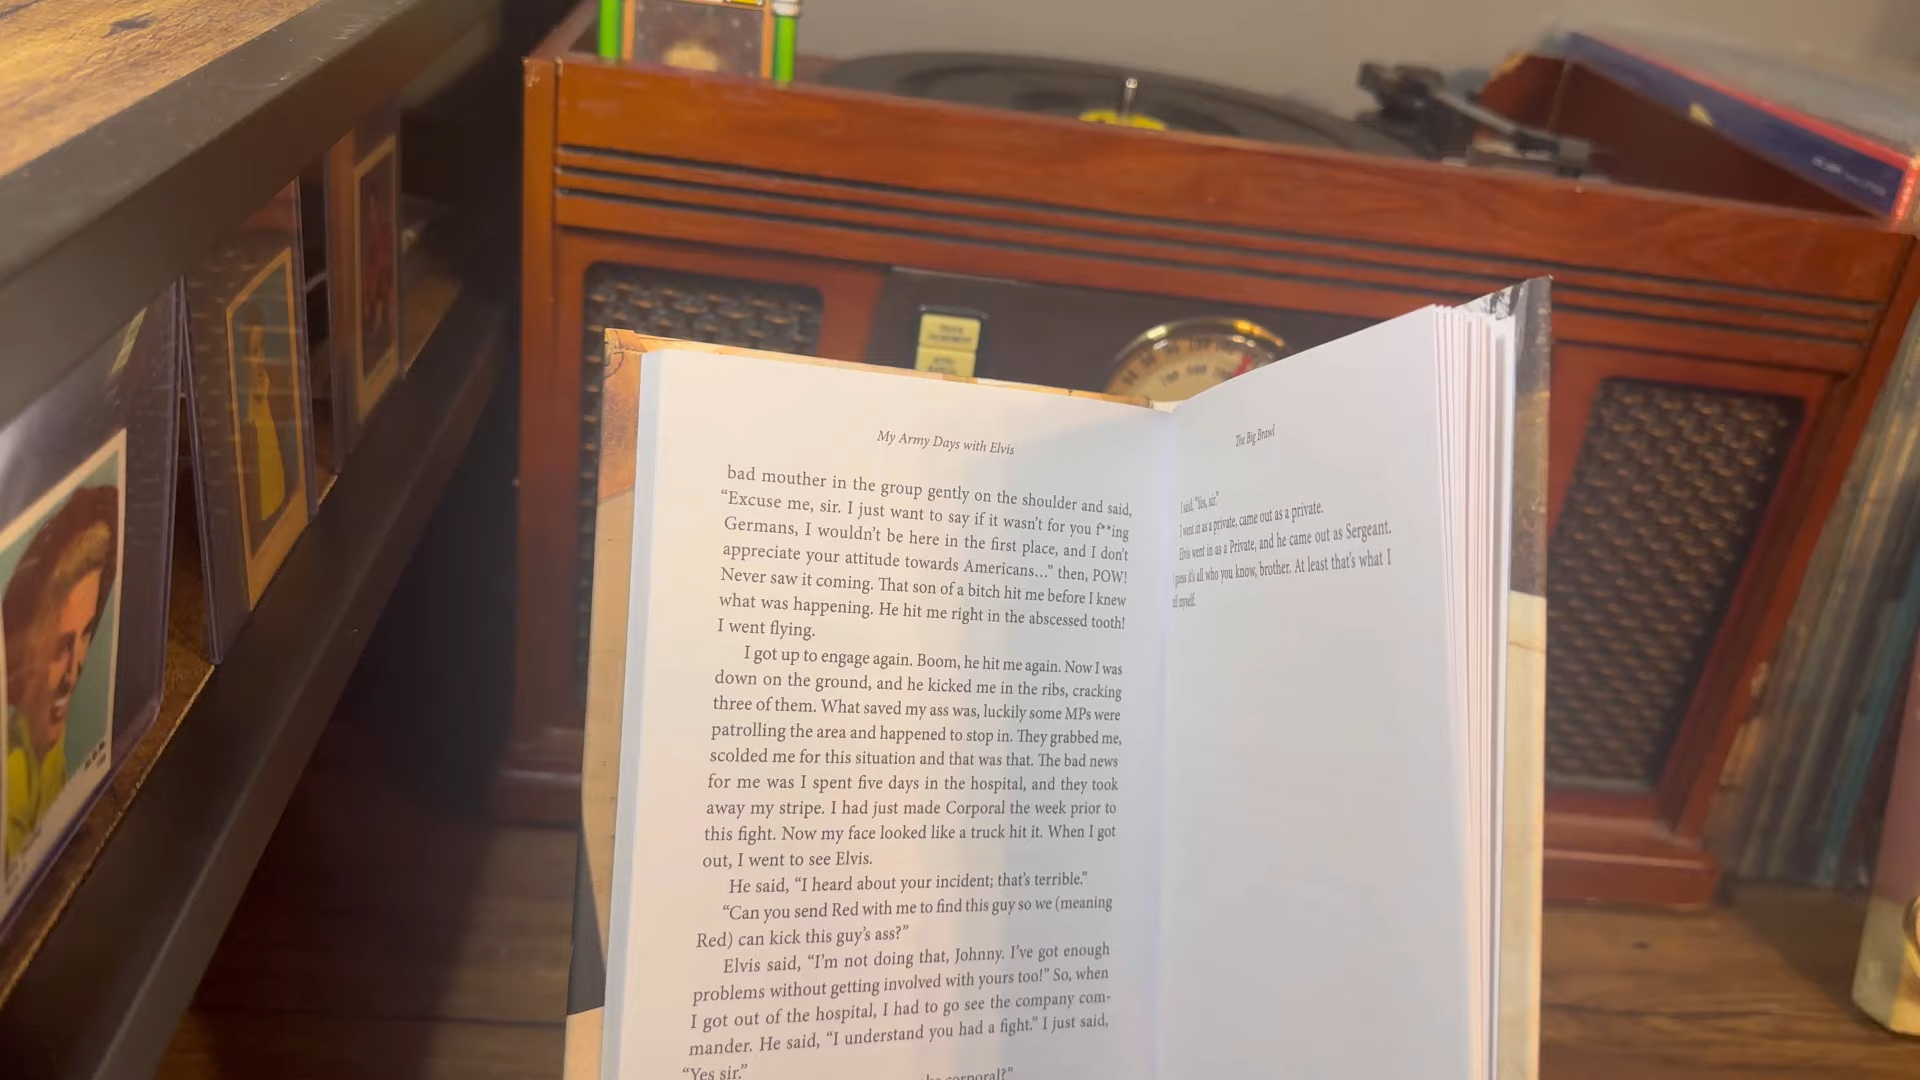 My Army Days with Elvis
bad mouther in the group gently on the shoulder and said,
“Excuse me, sir. I just want to say if it wasn’t for you f**ing
Germans, I wouldn’t be here in the first place, and I don’t
appreciate your attitude towards Americans...” then, POW!
Never saw it coming. That son of a bitch hit me before I knew
what was happening. He hit me right in the abscessed tooth!
I went flying.
I got up to engage again. Boom, he hit me again. Now I was
down on the ground, and he kicked me in the ribs, cracking
three of them. What saved my ass was, luckily some MPs were
patrolling the area and happened to stop in. They grabbed me,
scolded me for this situation and that was that. The bad news
for me was I spent five days in the hospital, and they took
away my stripe. I had just made Corporal the week prior to
this fight. Now my face looked like a truck hit it. When I got
out, I went to see Elvis.
He said, “I heard about your incident; that’s terrible.”
“Can you send Red with me to find this guy so we (meaning
Red) can kick this guy’s ass?”
Elvis said, “I’m not doing that, Johnny. I’ve got enough
problems without getting involved with yours too!” So, when
I got out of the hospital, I had to go see the company com-
mander. He said, “I understand you had a fight.” I just said,
“Yes sir.”
corporal?”
The Big Brawl
I said, “Yes, sir.”
I went in as a private, came out as a private.
Elvis went in as a Private, and he came out as Sergeant.
guess it’s all who you know, brother. At least that’s what I
myself.